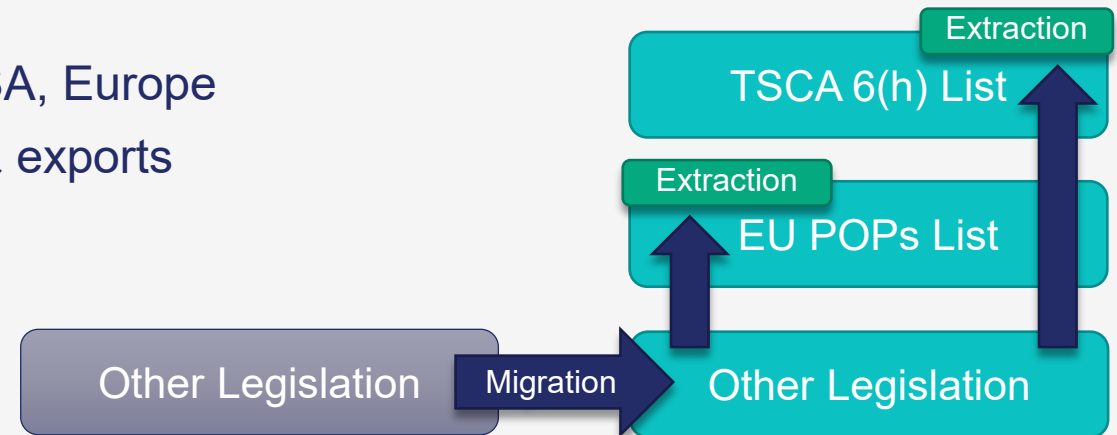 Europe
exports
Extraction
TSCA 6(h) List
Extraction
EU POPs List
Other Legislation
Migration
Other Legislation